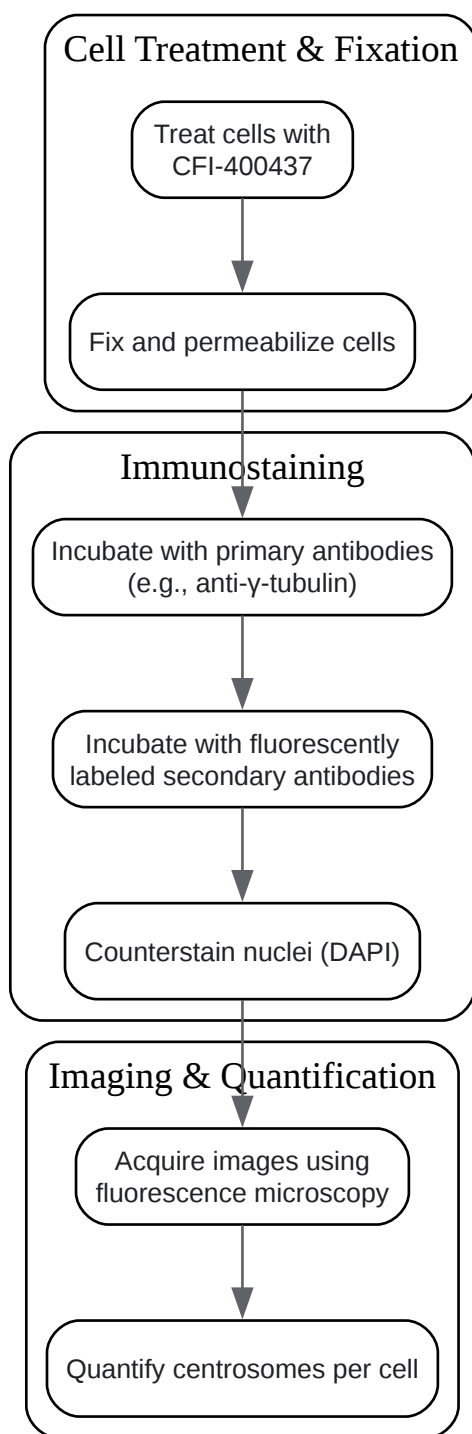 Cell Treatment & Fixation
Treat cells with
CFI-400437
Fix and permeabilize cells
Immunostaining
Incubate with primary antibodies
(e.g., anti-γ-tubulin)
Incubate with fluorescently
labeled secondary antibodies
Counterstain nuclei (DAPI)
Imaging & Quantification
Acquire images using
fluorescence microscopy
Quantify centrosomes per cell